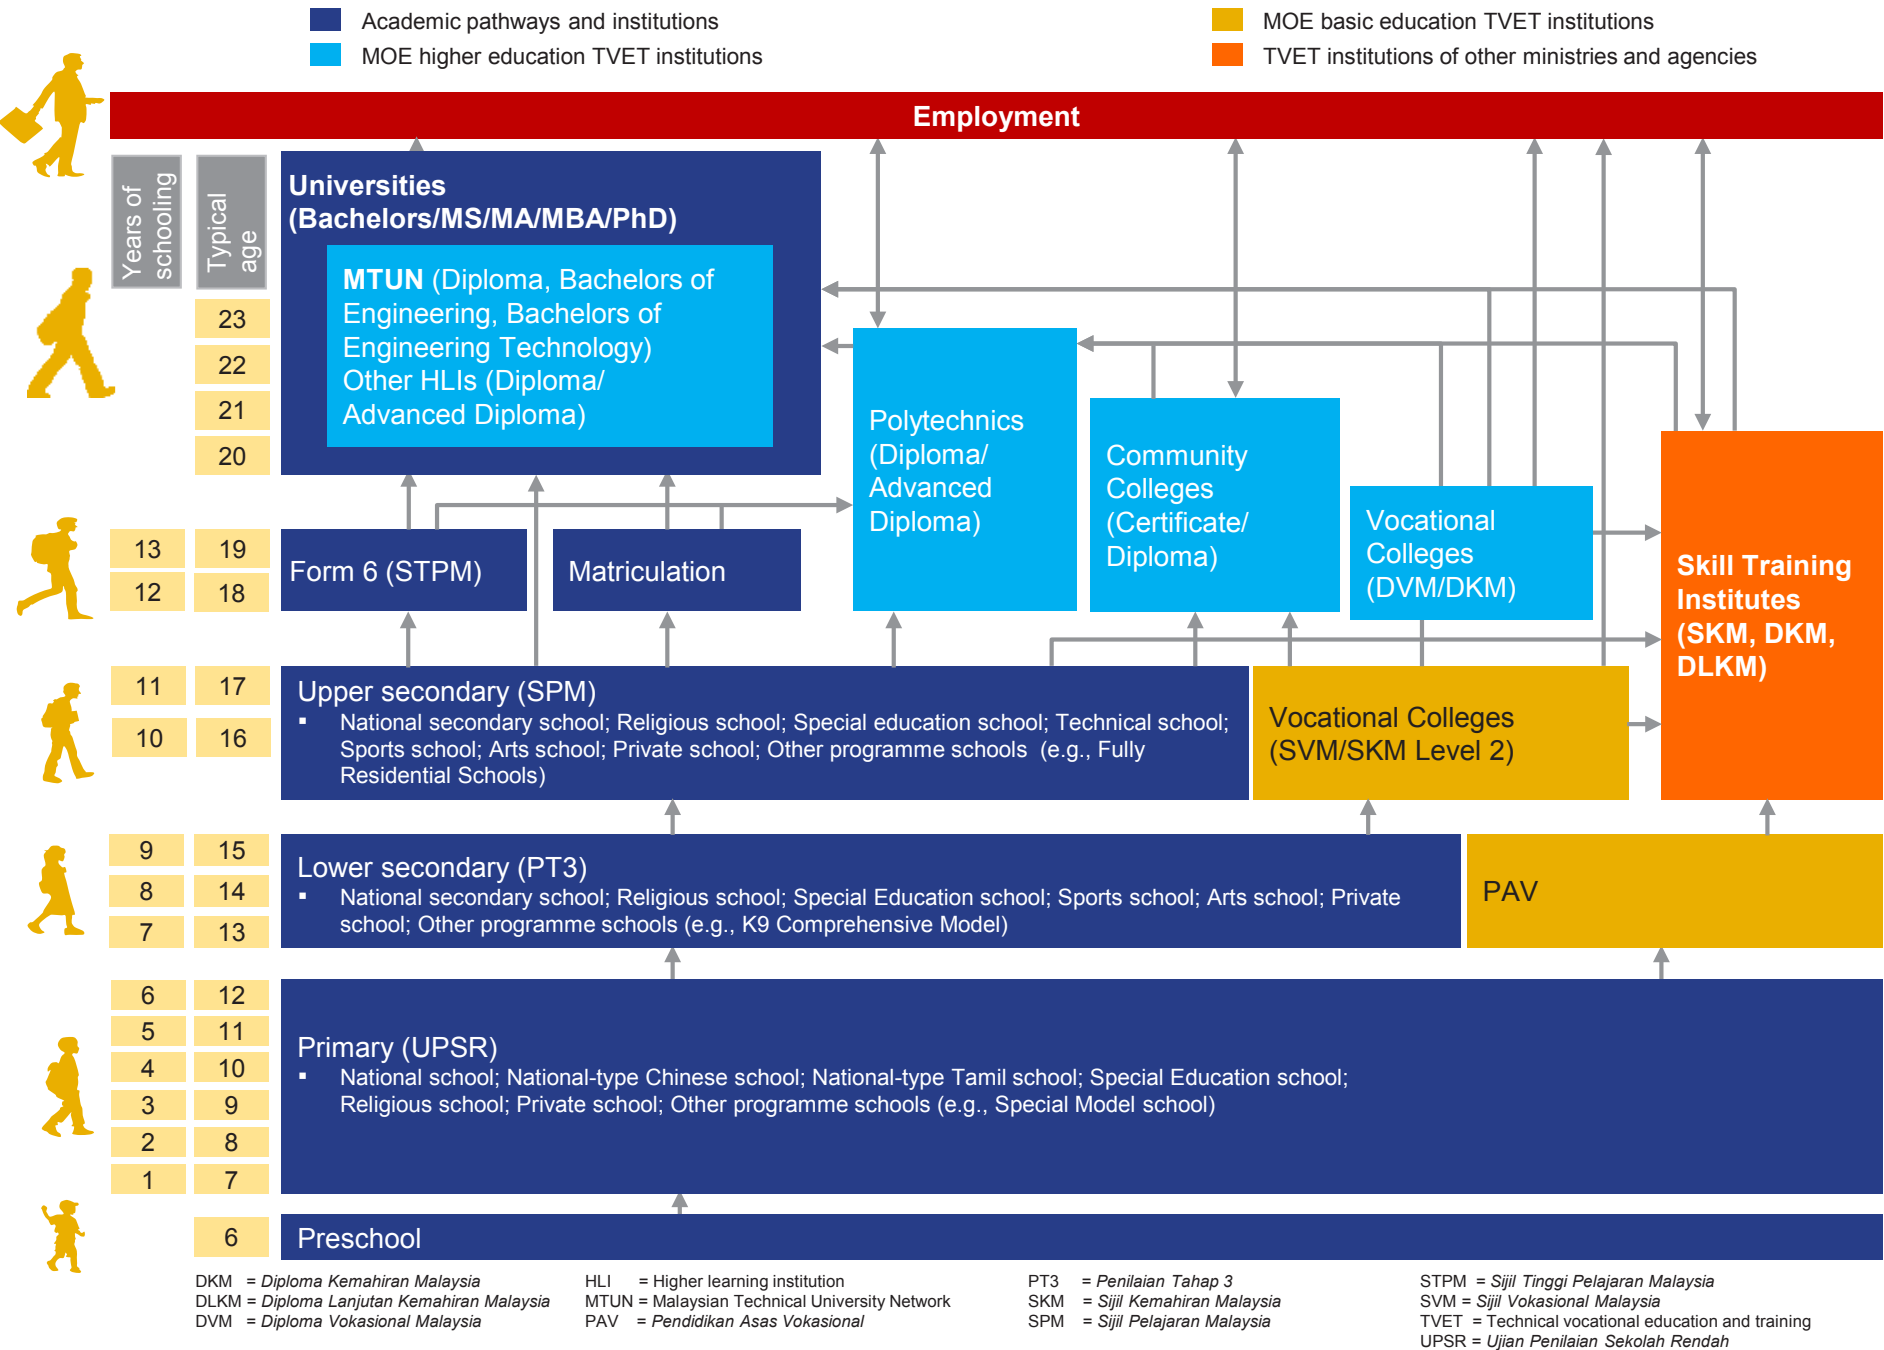 Academic pathways and institutions
MOE higher education TVET institutions
MOE basic education TVET institutions
TVET institutions of other ministries and agencies
Employment
Years of
schooling
Typical
age
Universities
(Bachelors/MS/MA/MBA/PhD)
MTUN (Diploma, Bachelors of
Engineering, Bachelors of
Engineering Technology)
Other HLIs (Diploma/
Advanced Diploma)
23
22
21
20
Polytechnics
(Diploma/
Advanced
Diploma)
Community
Colleges
(Certificate/
Diploma)
Vocational
Colleges
(DVM/DKM)
Skill Training
Institutes
(SKM, DKM,
DLKM)
13 19
12 18
Form 6 (STPM)
Matriculation
11 17
10 16
Upper secondary (SPM)
▪ National secondary school; Religious school; Special education school; Technical school;
Sports school; Arts school; Private school; Other programme schools (e.g., Fully
Residential Schools)
Vocational Colleges
(SVM/SKM Level 2)
9 15
8 14
7 13
Lower secondary (PT3)
▪ National secondary school; Religious school; Special Education school; Sports school; Arts school; Private
school; Other programme schools (e.g., K9 Comprehensive Model)
PAV
6 12
5 11
4 10
3 9
2 8
1 7
Primary (UPSR)
▪ National school; National-type Chinese school; National-type Tamil school; Special Education school;
Religious school; Private school; Other programme schools (e.g., Special Model school)
6
Preschool
DKM = Diploma Kemahiran Malaysia
DLKM = Diploma Lanjutan Kemahiran Malaysia
DVM = Diploma Vokasional Malaysia
HLI = Higher learning institution
MTUN = Malaysian Technical University Network
PAV = Pendidikan Asas Vokasional
PT3 = Penilaian Tahap 3
SKM = Sijil Kemahiran Malaysia
SPM = Sijil Pelajaran Malaysia
STPM = Sijil Tinggi Pelajaran Malaysia
SVM = Sijil Vokasional Malaysia
TVET = Technical vocational education and training
UPSR = Ujian Penilaian Sekolah Rendah